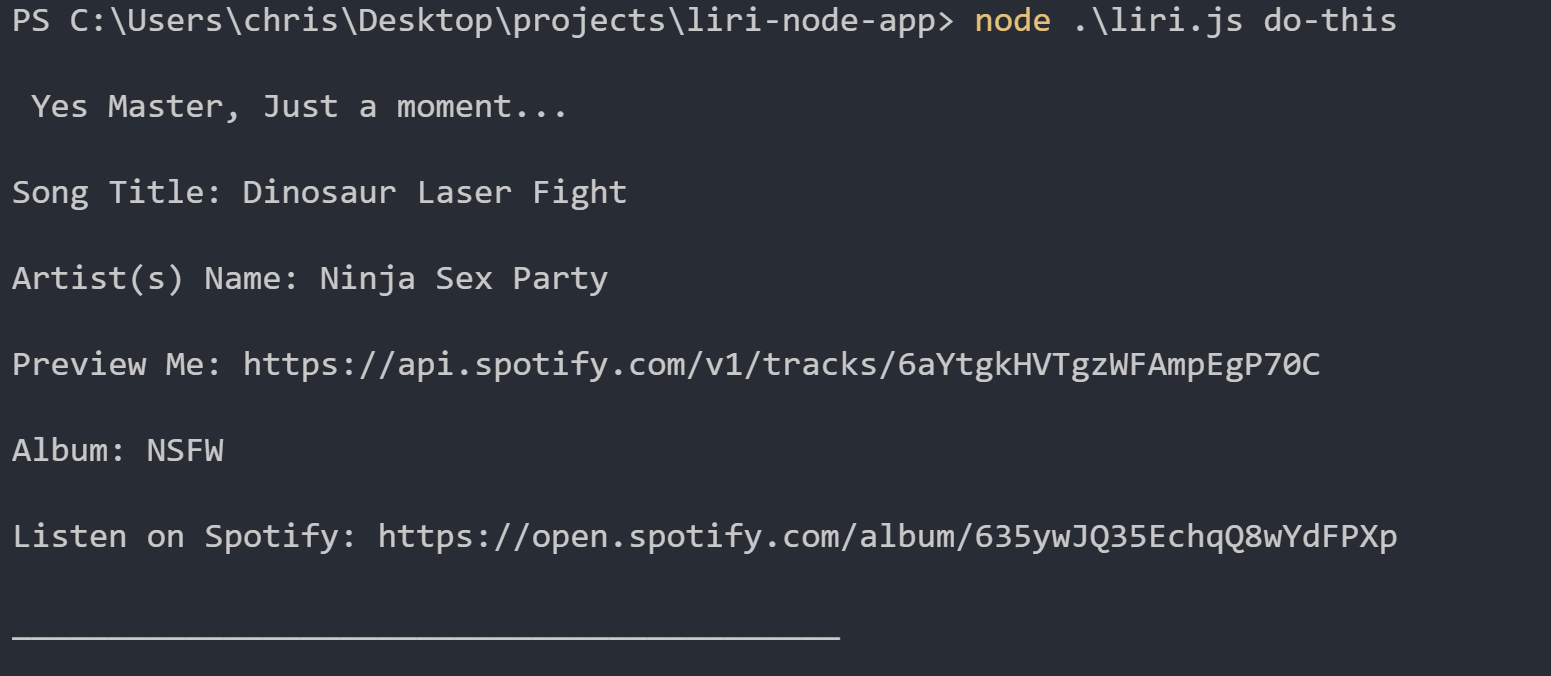 PS C:\Users\chris\Desktop\projects\liri-node-app> node .\liri.js do-this
Yes Master, Just a moment...
Song Title: Dinosaur Laser Fight
Artist(s) Name: Ninja Sex Party
Preview Me: https://api.spotify.com/v1/tracks/6aYtgkHVTgzWFAmpEgP70C
Album: NSFW
Listen on Spotify: https://open.spotify.com/album/635ywJQ35EchqQ8wYdFPXp
___________________________________________